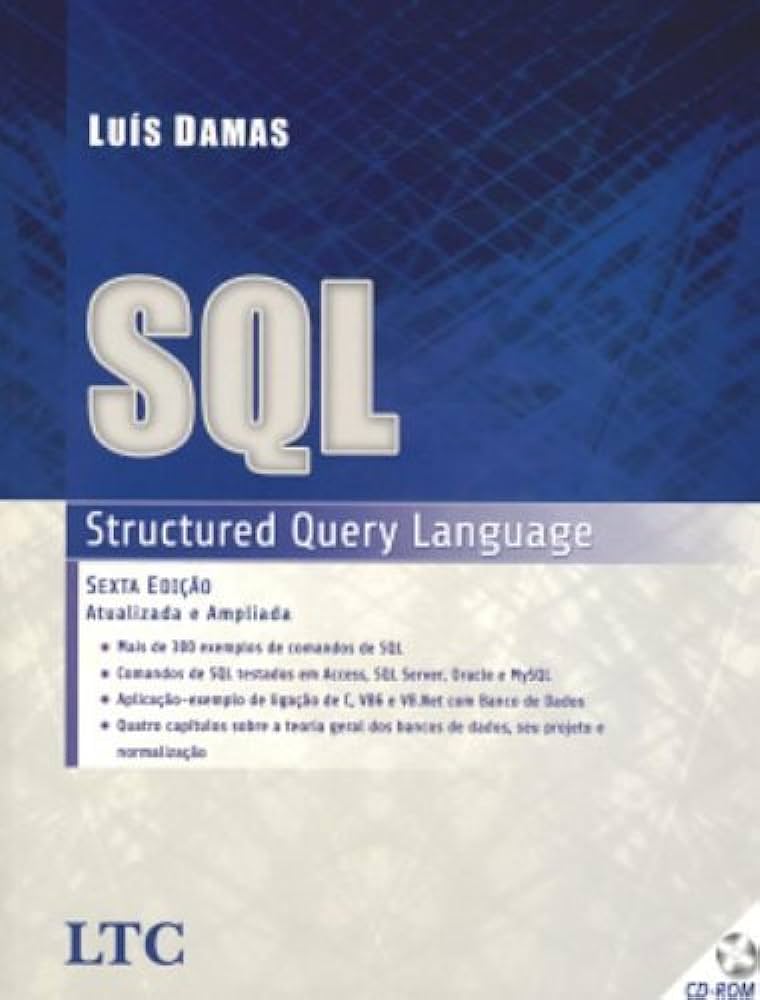 LUÍS DAMAS
SQL
Structured Query Language
SEXTA EDIÇÃO
Atualizada e Ampliada
• Mais de 300 exemplos de comandos de SQL
• Comandos de SQL testados em Access, SQL Server, Oracle e MySQL
• Aplicação-exemplo de ligação de C, VB6 e VB.Net com Banco de Dados
• Quatro capítulos sobre a teoria geral dos bancos de dados, seu projeto e
normalização
LTC
CD-ROM